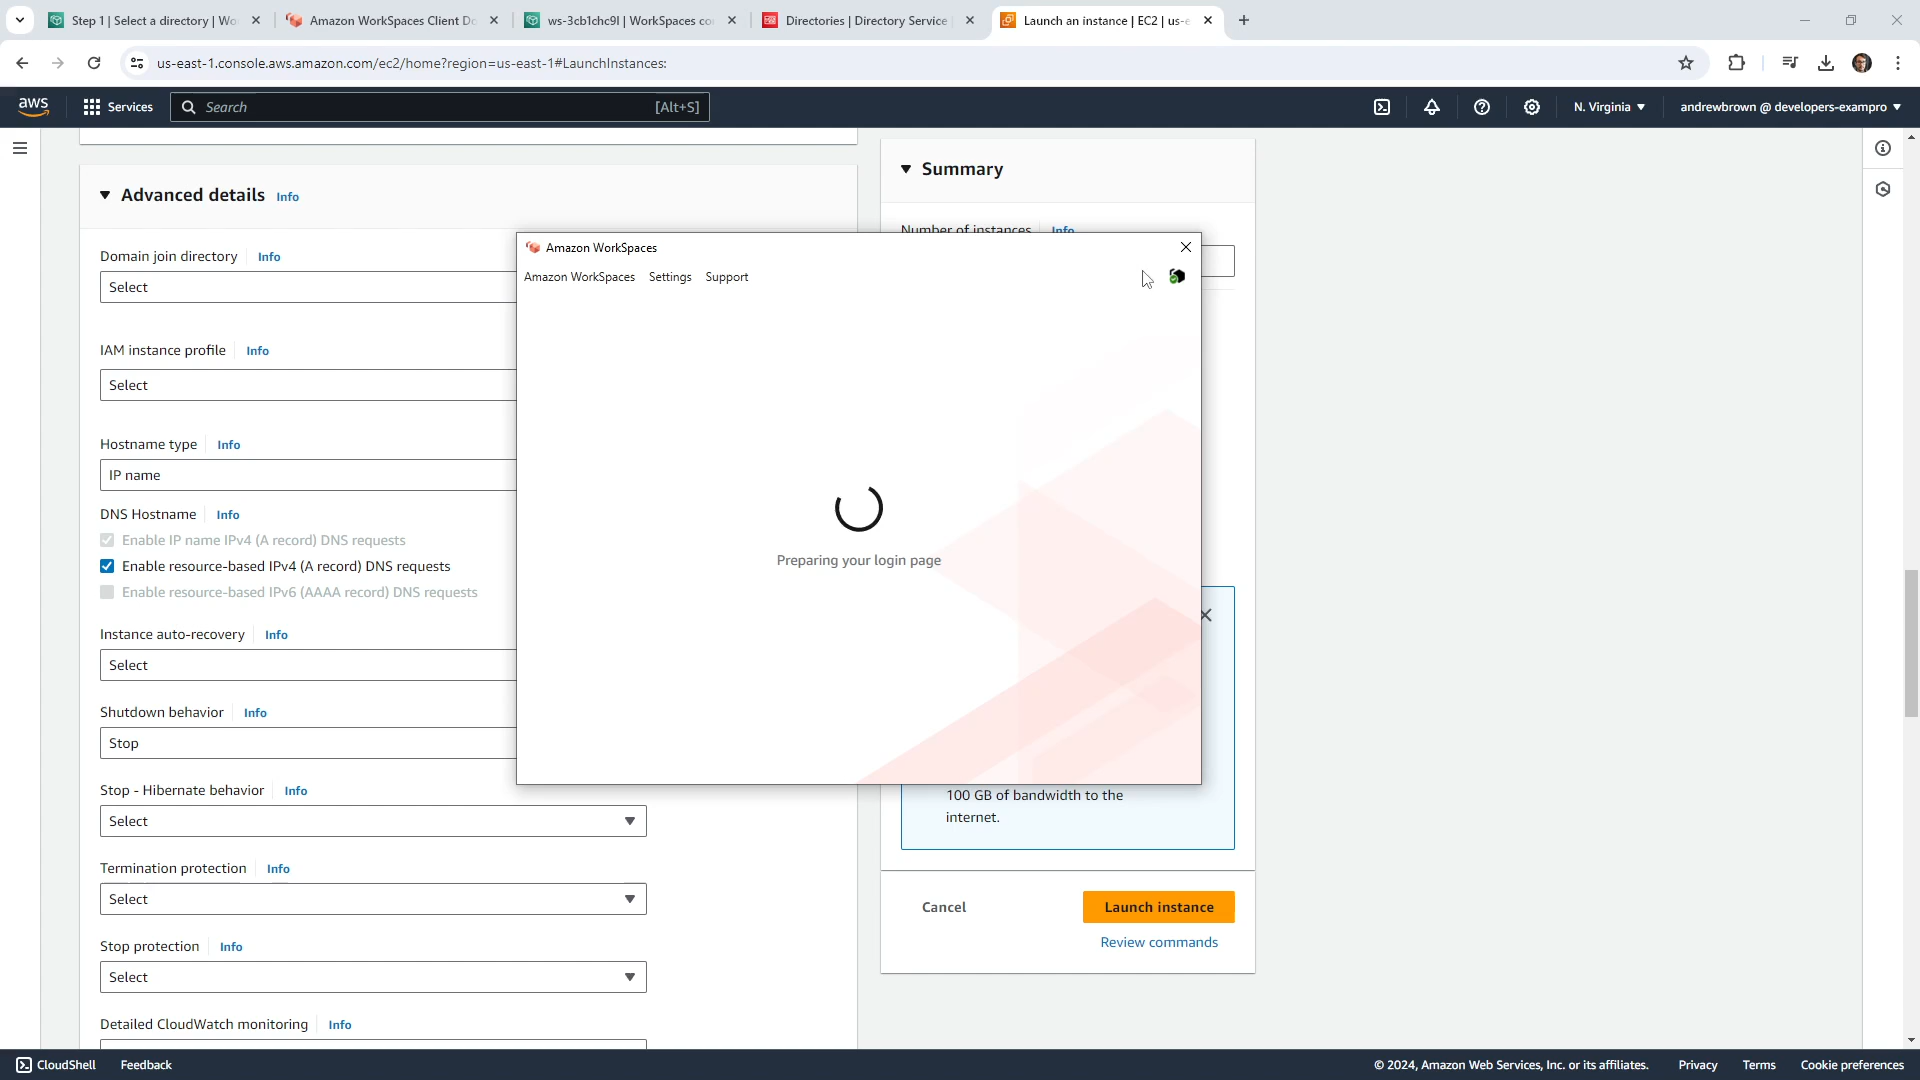 Step 1 | Select a directory | Wo
Amazon WorkSpaces Client Do
ws-3cb1chc9l | WorkSpaces co
Directories | Directory Service
Launch an instance | EC2 | us-e
us-east-1.console.aws.amazon.com/ec2/home?region=us-east-1#LaunchInstances:
aws
Services
Search
[Alt+S]
N. Virginia
andrewbrown @ developers-exampro
Advanced details Info
Summary
Number of instances Info
Domain join directory Info
Select
IAM instance profile Info
Select
Hostname type Info
IP name
DNS Hostname Info
Enable IP name IPv4 (A record) DNS requests
Enable resource-based IPv4 (A record) DNS requests
Enable resource-based IPv6 (AAAA record) DNS requests
Instance auto-recovery Info
Select
Shutdown behavior Info
Stop
Stop - Hibernate behavior Info
Select
Termination protection Info
Select
Stop protection Info
Select
Detailed CloudWatch monitoring Info
Amazon WorkSpaces
Amazon WorkSpaces Settings Support
Preparing your login page
100 GB of bandwidth to the
internet.
Cancel
Launch instance
Review commands
CloudShell
Feedback
© 2024, Amazon Web Services, Inc. or its affiliates.
Privacy
Terms
Cookie preferences